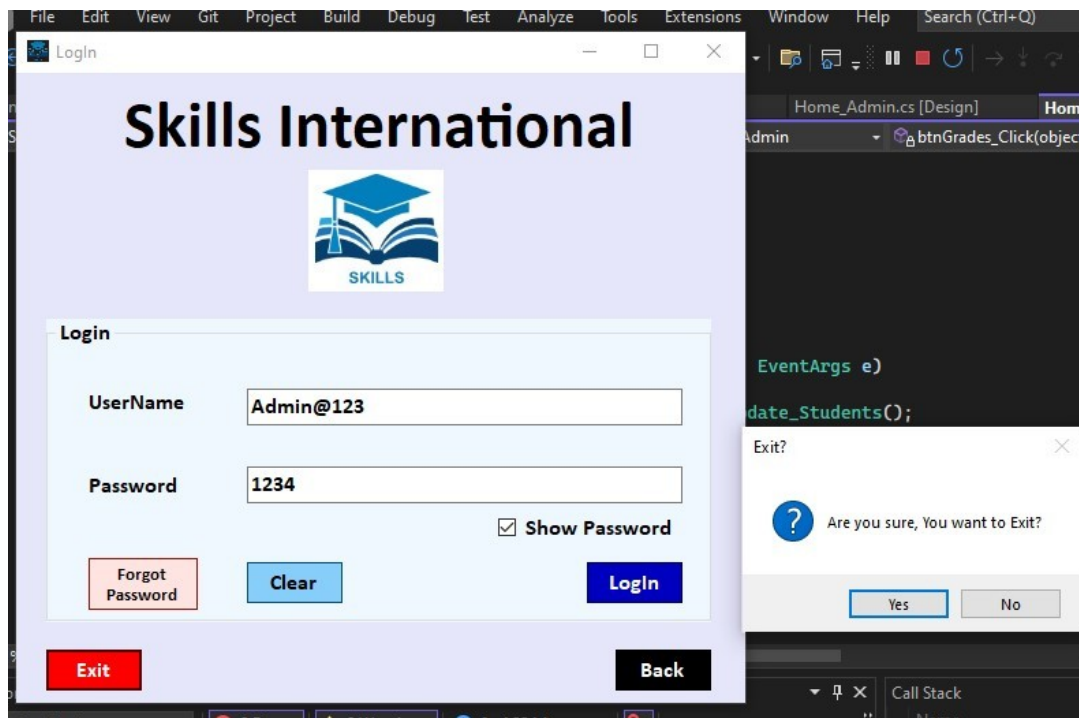 File Edit View Git Project Build Debug Test Analyze Tools Extensions Window Help Search (Ctrl+Q)
LogIn
Skills International
SKILLS
Home_Admin.cs [Design]
Hom
Admin
btnGrades_Click(objec
Login
UserName
Admin@123
Password
1234
Show Password
Forgot
Password
Clear
LogIn
Exit
Back
EventArgs e)
date_Students();
Exit?
Are you sure, You want to Exit?
Yes
No
Call Stack